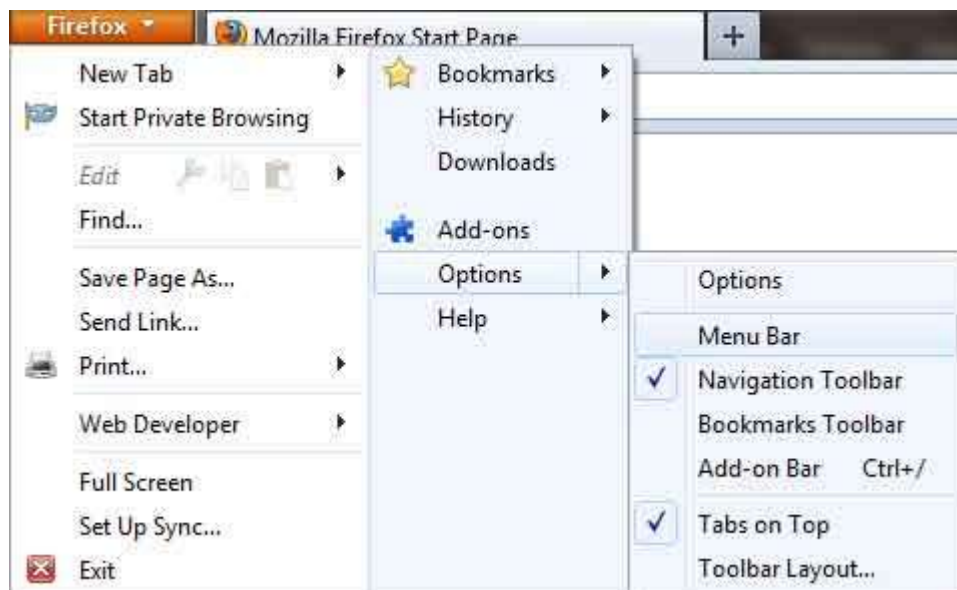 Firefox
Mozilla Firefox Start Page
+
New Tab
Start Private Browsing
Edit
Find...
Save Page As...
Send Link...
Print...
Web Developer
Full Screen
Set Up Sync...
Exit
Bookmarks
History
Downloads
Add-ons
Options
Help
Options
Menu Bar
Navigation Toolbar
Bookmarks Toolbar
Add-on Bar Ctrl+/
Tabs on Top
Toolbar Layout...